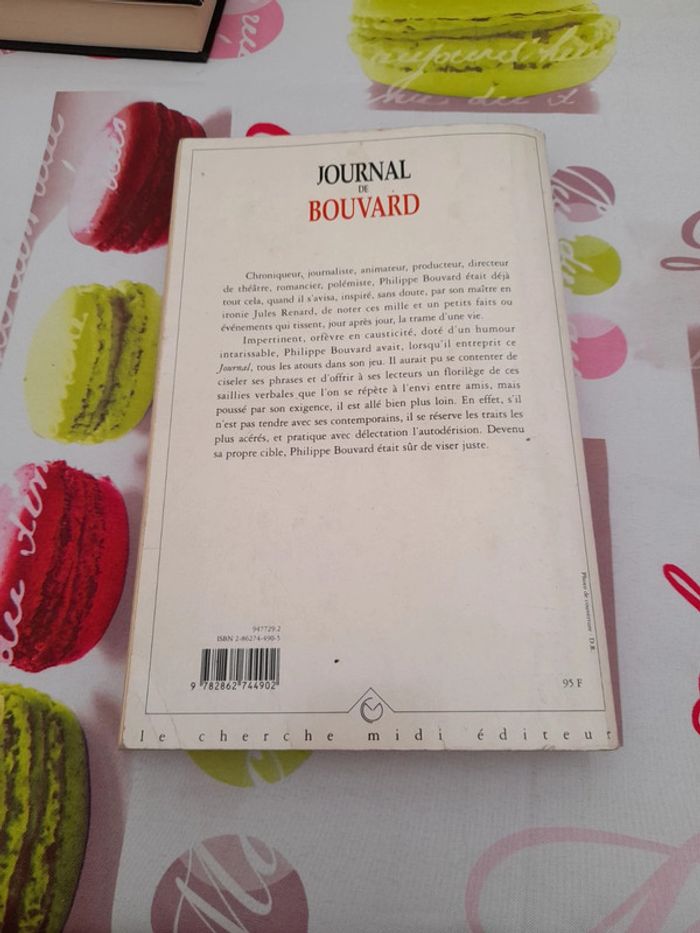 aujourd'hui
JOURNAL
DE
BOUVARD
Chroniqueur, journaliste, animateur, producteur, directeur
de théâtre, romancier, polémiste, Philippe Bouvard était déjà
tout cela, quand il s'avisa, inspiré, sans doute, par son maître en
ironie Jules Renard, de noter ces mille et un petits faits ou
événements qui tissent, jour après jour, la trame d'une vie.
Impertinent, orfèvre en causticité, doté d'un humour
intarissable, Philippe Bouvard avait, lorsqu'il entreprit ce
Journal, tous les atouts dans son jeu. Il aurait pu se contenter de
ciseler ses phrases et d'offrir à ses lecteurs un florilège de ces
saillies verbales que l'on se répète à l'envi entre amis, mais
poussé par son exigence, il est allé bien plus loin. En effet, s'il
n'est pas tendre avec ses contemporains, il se réserve les traits les
plus acérés, et pratique avec délectation l'autodérision. Devenu
sa propre cible, Philippe Bouvard était sûr de viser juste.
Photo de couverture : D.R.
947729.2
ISBN 2-86274-490-5
9 782862 744902
95 F
le cherche midi éditeur